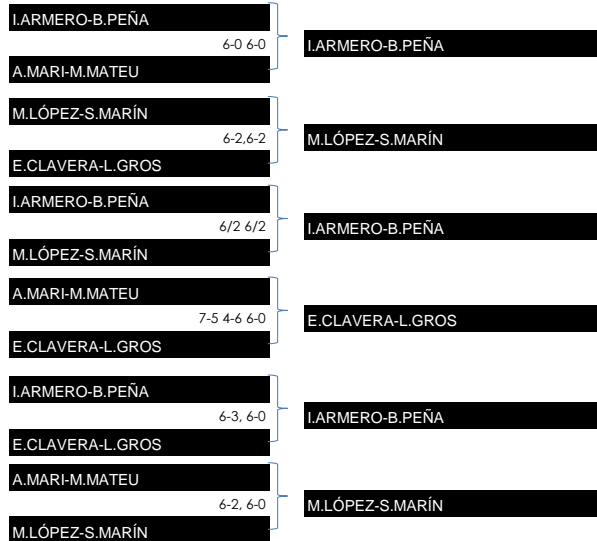 I.ARMERO-B.PEÑA
6-0 6-0
I.ARMERO-B.PEÑA
A.MARI-M.MATEU
M.LÓPEZ-S.MARÍN
6-2,6-2
M.LÓPEZ-S.MARÍN
E.CLAVERA-L.GROS
I.ARMERO-B.PEÑA
6/2 6/2
I.ARMERO-B.PEÑA
M.LÓPEZ-S.MARÍN
A.MARI-M.MATEU
7-5 4-6 6-0
E.CLAVERA-L.GROS
E.CLAVERA-L.GROS
I.ARMERO-B.PEÑA
6-3, 6-0
I.ARMERO-B.PEÑA
E.CLAVERA-L.GROS
A.MARI-M.MATEU
6-2, 6-0
M.LÓPEZ-S.MARÍN
M.LÓPEZ-S.MARÍN